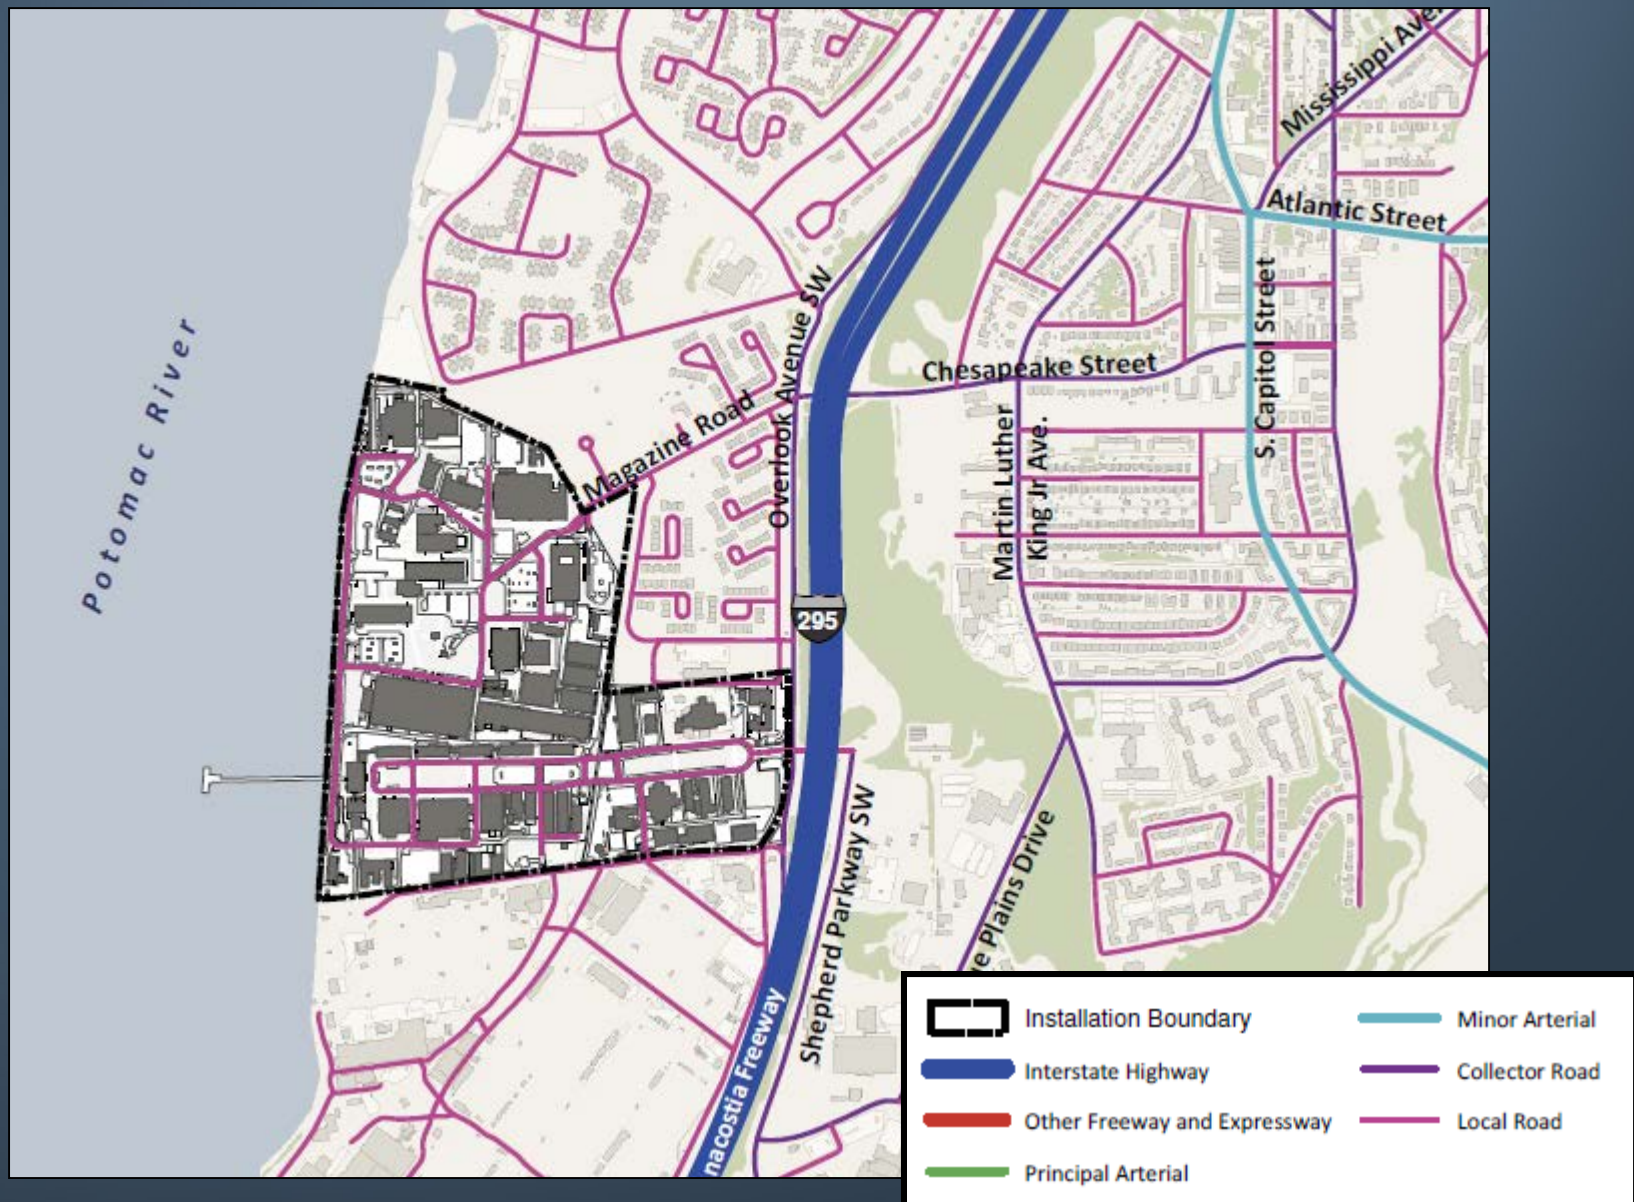 Mississippi Ave.
Atlantic Street
S. Capitol Street
Overlook Avenue SW
Chesapeake Street
Magazine Road
Martin Luther
King Jr Ave.
Potomac River
295
Shepherd Parkway SW
Plains Drive
nacostia Freeway
Installation Boundary
Interstate Highway
Other Freeway and Expressway
Principal Arterial
Minor Arterial
Collector Road
Local Road